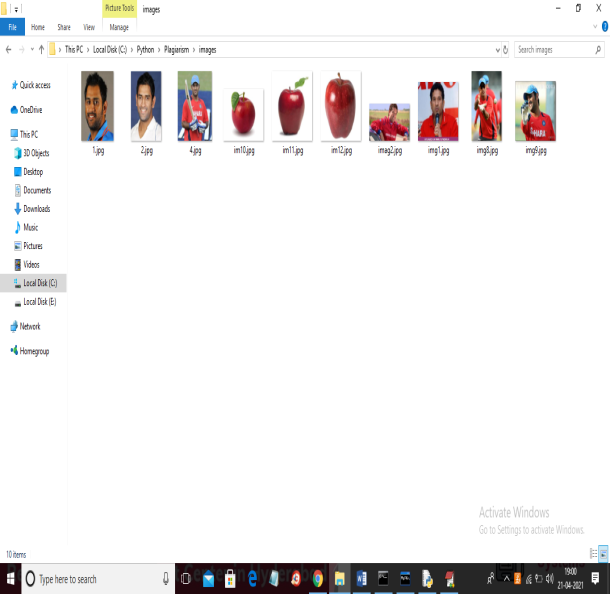 Picture Tools images
File Home Share View Manage
This PC Local Disk (C:) Python Plagiarism images
Search images
Quick access
OneDrive
This PC
3D Objects
Desktop
Documents
Downloads
Music
Pictures
Videos
Local Disk (C:)
Local Disk (E:)
Network
Homegroup
1.jpg 2.jpg 4.jpg im10.jpg im11.jpg im12.jpg imag2.jpg img1.jpg img8.jpg img9.jpg
Activate Windows
Go to Settings to activate Windows.
10 items
Type here to search
19:00
21-04-2021